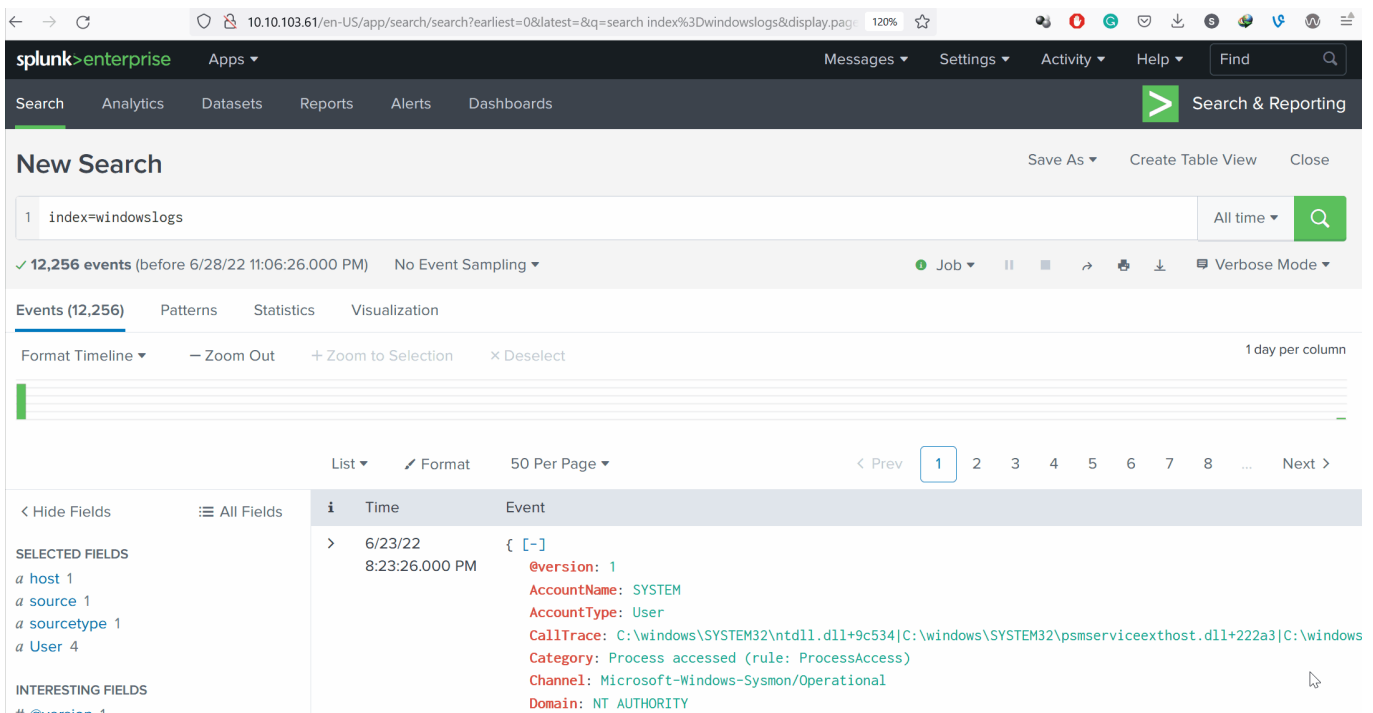 10.10.103.61/en-US/app/search/search?earliest=0&latest=&q=search index%3Dwindowslogs&display.page 120%
splunk>enterprise Apps Messages Settings Activity Help Find
Search Analytics Datasets Reports Alerts Dashboards Search & Reporting
New Search Save As Create Table View Close
1 index=windowslogs All time
✓ 12,256 events (before 6/28/22 11:06:26.000 PM) No Event Sampling Job Verbose Mode
Events (12,256) Patterns Statistics Visualization
Format Timeline — Zoom Out + Zoom to Selection × Deselect 1 day per column
List Format 50 Per Page < Prev 1 2 3 4 5 6 7 8 ... Next >
< Hide Fields All Fields i Time Event
SELECTED FIELDS
a host 1
a source 1
a sourcetype 1
a User 4
INTERESTING FIELDS
# @version 1
> 6/23/22
8:23:26.000 PM
{ [-]
@version: 1
AccountName: SYSTEM
AccountType: User
CallTrace: C:\windows\SYSTEM32\ntdll.dll+9c534|C:\windows\SYSTEM32\psmserviceexthost.dll+222a3|C:\windows
Category: Process accessed (rule: ProcessAccess)
Channel: Microsoft-Windows-Sysmon/Operational
Domain: NT AUTHORITY